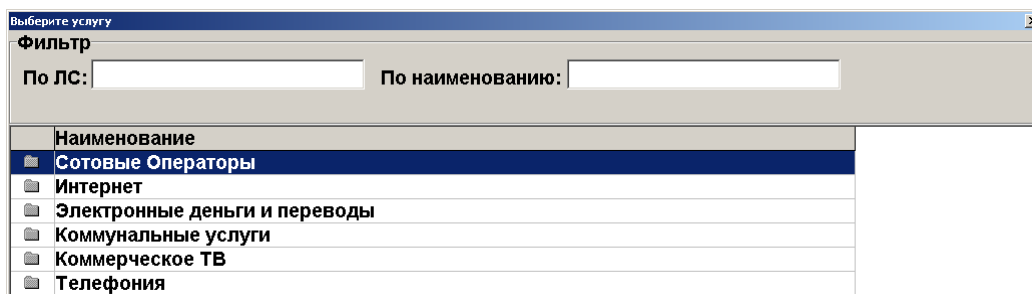 Выберите услугу
Фильтр
По ЛС: По наименованию:
Наименование
Сотовые Операторы
Интернет
Электронные деньги и переводы
Коммунальные услуги
Коммерческое ТВ
Телефония